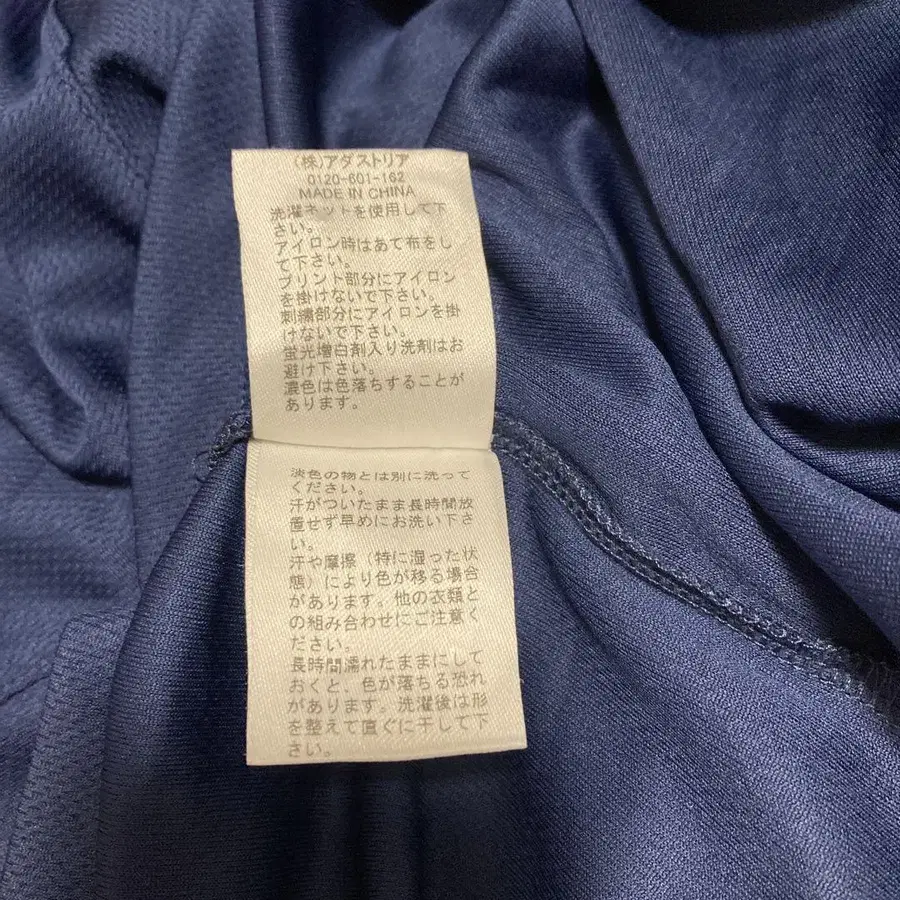 (株)アダストリア
0120-601-162
MADE IN CHINA
洗濯ネットを使用して下
さい。
アイロン時はあて布をし
て下さい。
プリント部分にアイロン
を掛けないで下さい。
刺繍部分にアイロンを掛
けないで下さい。
蛍光増白剤入り洗剤はお
避け下さい。
濃色は色落ちすることが
あります。
淡色の物とは別に洗って
ください。
汗がついたまま長時間放
置せず早めにお洗い下さ
い。
汗や摩擦(特に湿った状
態)により色が移る場合
があります。他の衣類と
の組み合わせにご注意く
ださい。
長時間濡れたままにして
おくと、色が落ちる恐れ
があります。洗濯後は形
を整えて直ぐに干して下
さい。